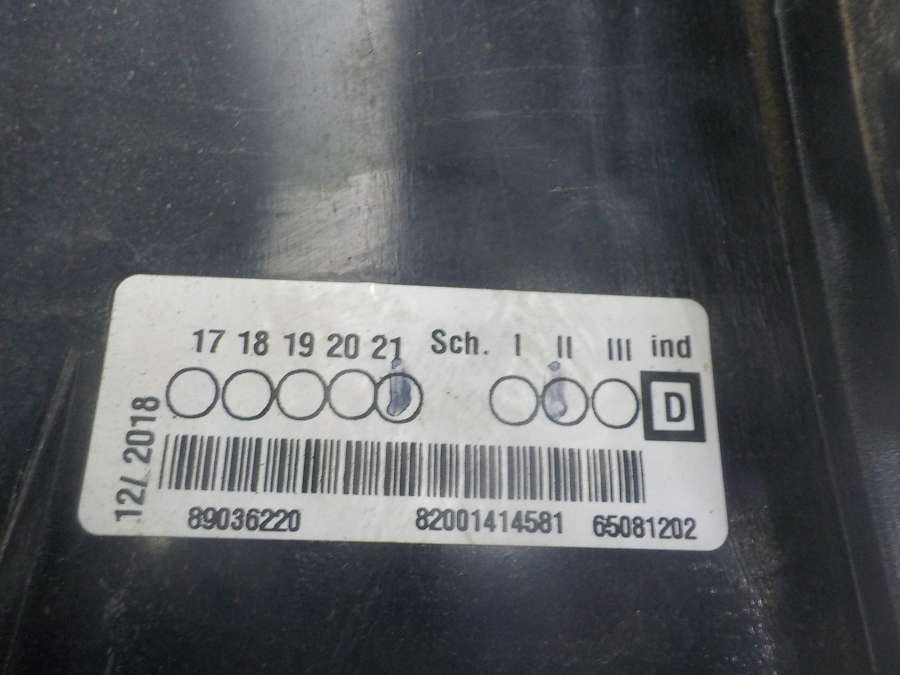 17 18 19 20 21 Sch. I II III ind
D
12/ 2018
89036220 82001414581 65081202